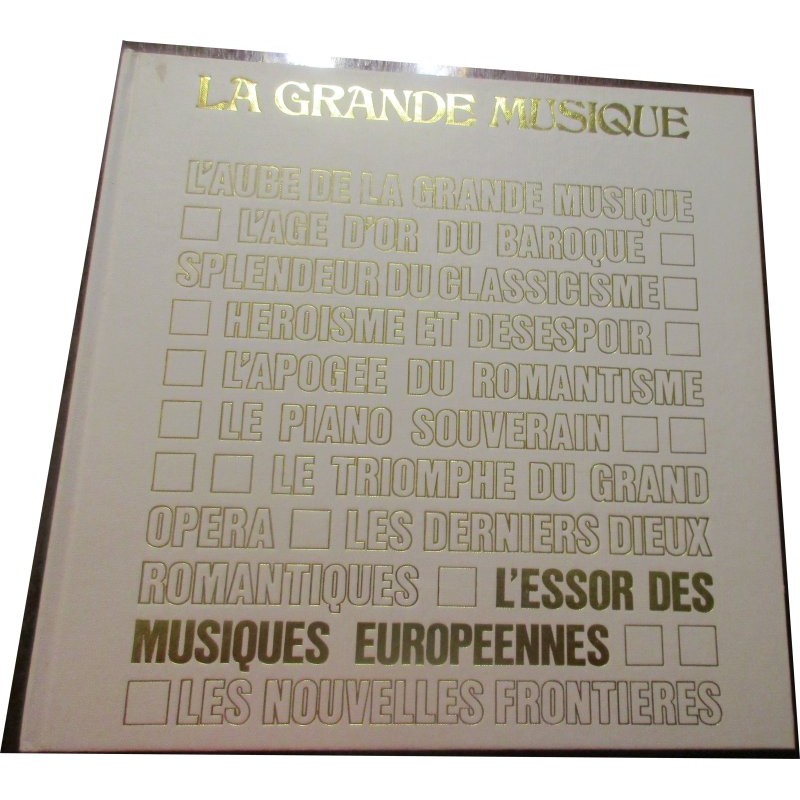 LA GRANDE MUSIQUE
L'AUBE DE LA GRANDE MUSIQUE
L'AGE D'OR DU BAROQUE
SPLENDEUR DU CLASSICISME
HEROISME ET DESESPOIR
L'APOGEE DU ROMANTISME
LE PIANO SOUVERAIN
LE TRIOMPHE DU GRAND
OPERA LES DERNIERS DIEUX
ROMANTIQUES L'ESSOR DES
MUSIQUES EUROPEENNES
LES NOUVELLES FRONTIERES